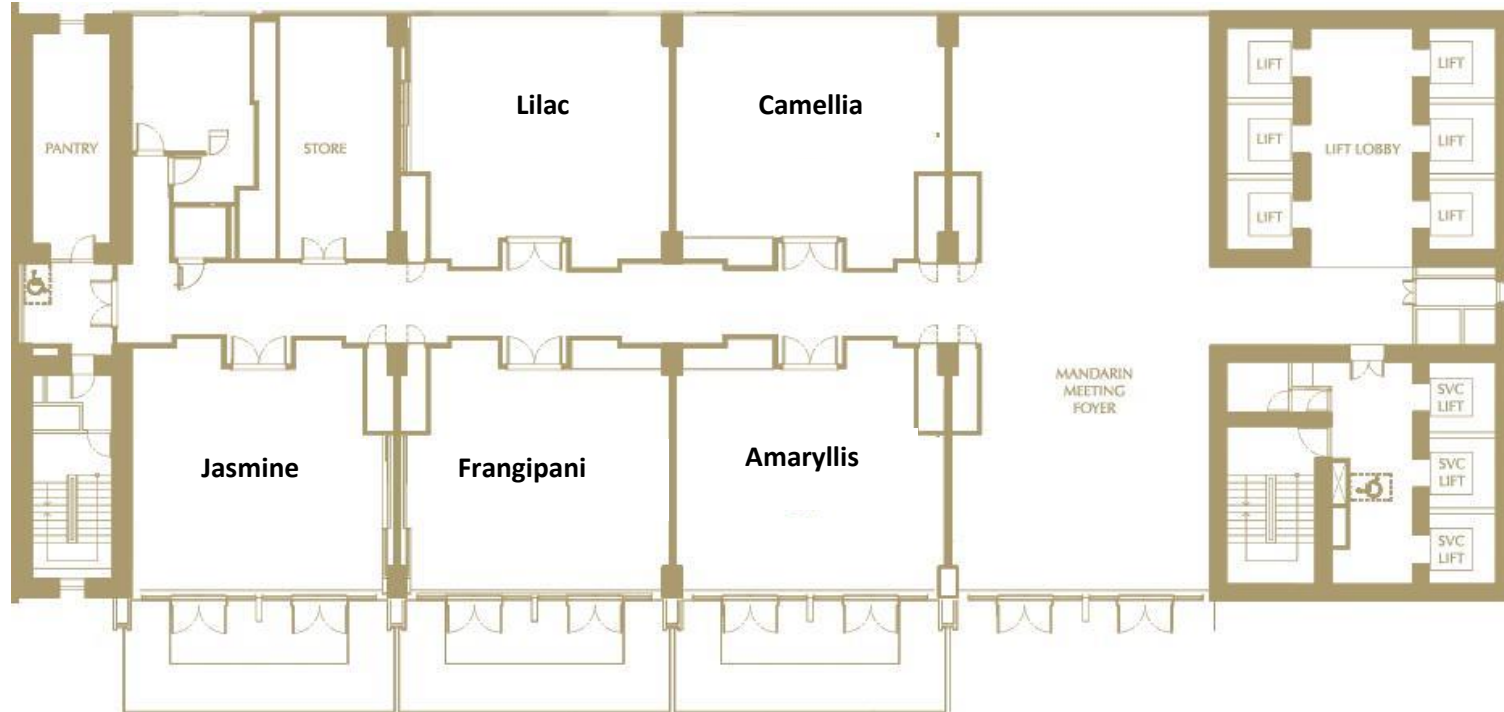 Lilac
Camellia
PANTRY
STORE
LIFT
LIFT
LIFT
LIFT LOBBY
LIFT
LIFT
LIFT
MANDARIN
MEETING
FOYER
Jasmine
Frangipani
Amaryllis
SVC
LIFT
SVC
LIFT
SVC
LIFT